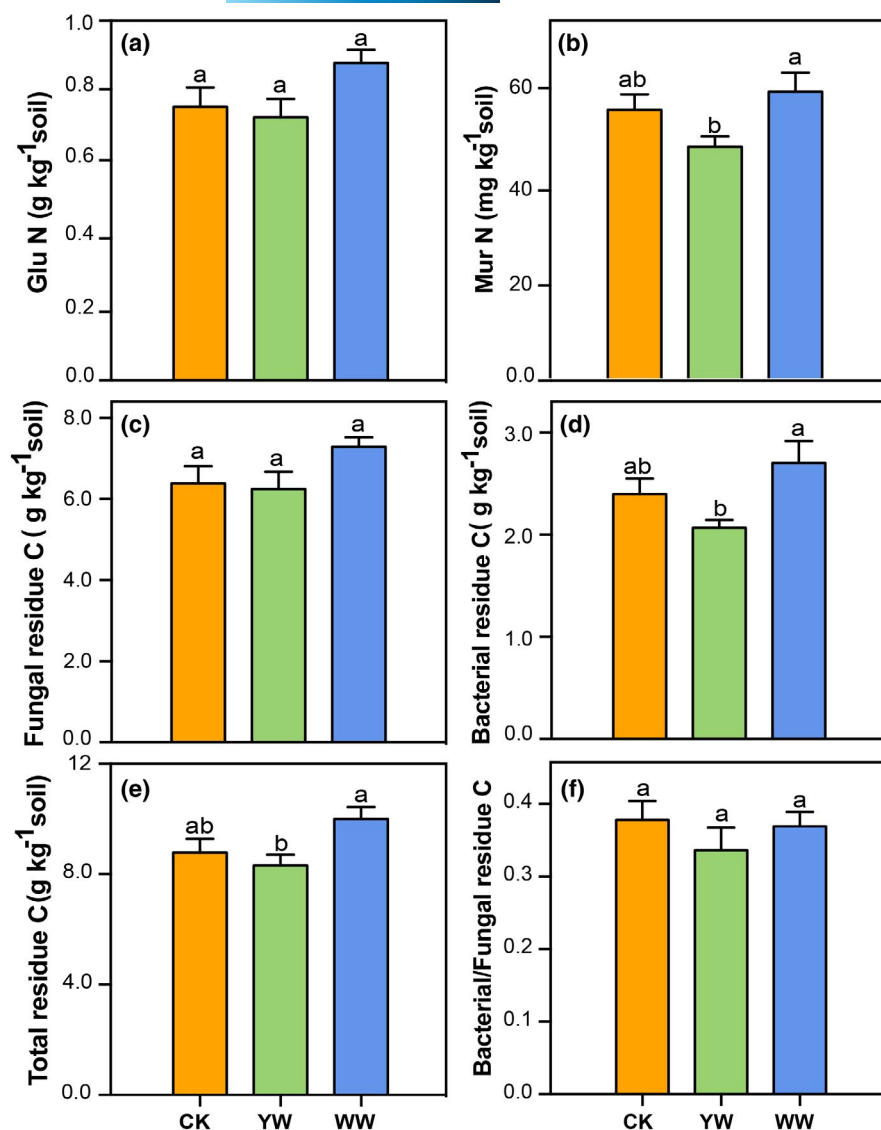 (a)
Glu N (g kg⁻¹soil)
1.0
0.8
0.6
0.4
0.2
0.0
a
a
a
(b)
Mur N (mg kg⁻¹soil)
60
40
20
0.0
ab
b
a
(c)
Fungal residue C( g kg⁻¹soil)
8.0
6.0
4.0
2.0
0.0
a
a
a
(d)
Bacterial residue C( g kg⁻¹soil)
3.0
2.0
1.0
0.0
ab
b
a
(e)
Total residue C(g kg⁻¹soil)
12
8.0
4.0
0.0
ab
b
a
CK YW WW
(f)
Bacterial/Fungal residue C
0.4
0.3
0.2
0.1
0.0
a
a
a
CK YW WW